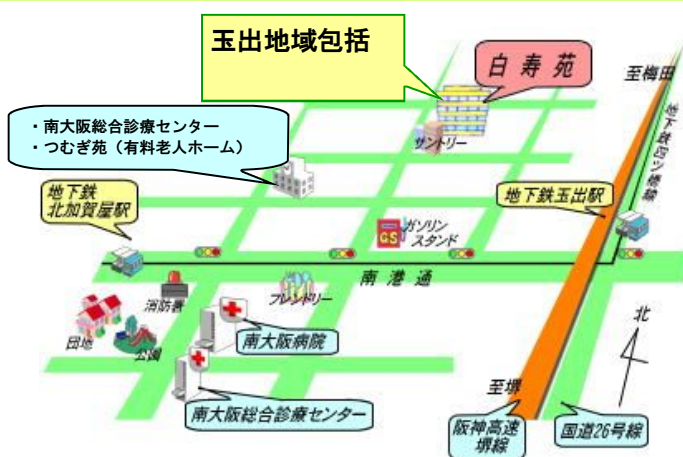 玉出地域包括
白寿苑
至梅田
地下鉄四ツ橋線
・南大阪総合診療センター
・つむぎ苑（有料老人ホーム）
サントリー
地下鉄
北加賀屋駅
地下鉄玉出駅
ガソリン
スタンド
GS
南港通
消防署
フレンドリー
団地
公園
南大阪病院
北
南大阪総合診療センター
至堺
阪神高速
堺線
国道26号線